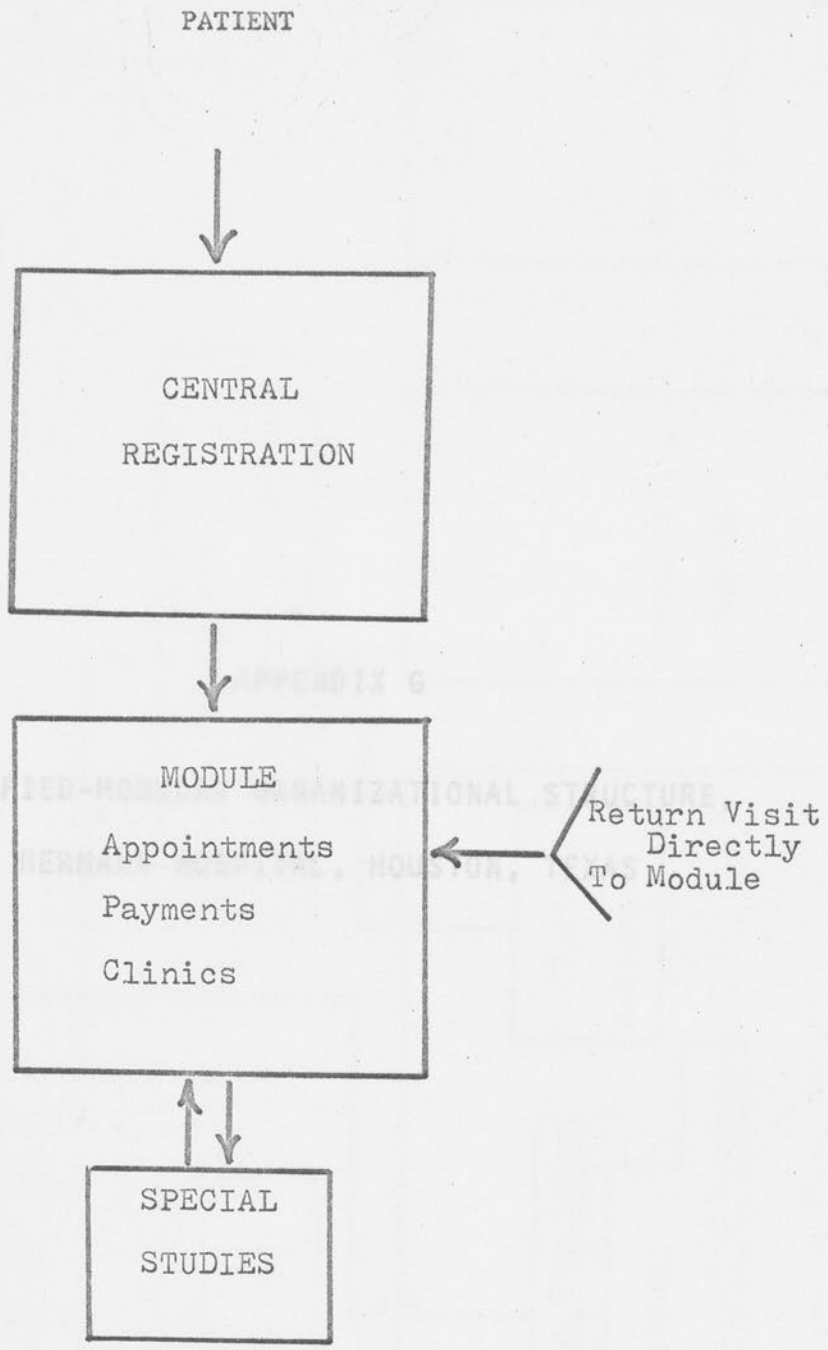 PATIENT
CENTRAL
REGISTRATION
APPENDIX G
MODULE
ORGANIZATIONAL STRUCTURE,
Appointments
HERMANN HOSPITAL, HOUSTON, TEXAS
Payments
Clinics
Return Visit
Directly
To Module
SPECIAL
STUDIES